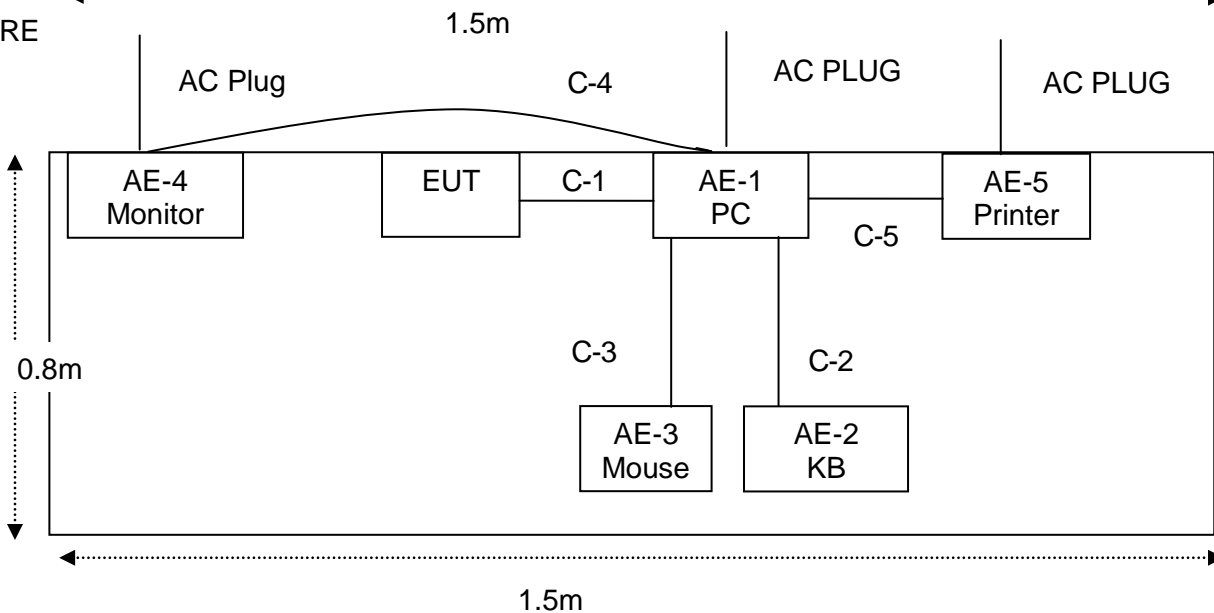 RE
1.5m
AC Plug
C-4
AC PLUG
AC PLUG
AE-4
Monitor
EUT
C-1
AE-1
PC
AE-5
Printer
C-5
C-3
C-2
0.8m
AE-3
Mouse
AE-2
KB
1.5m